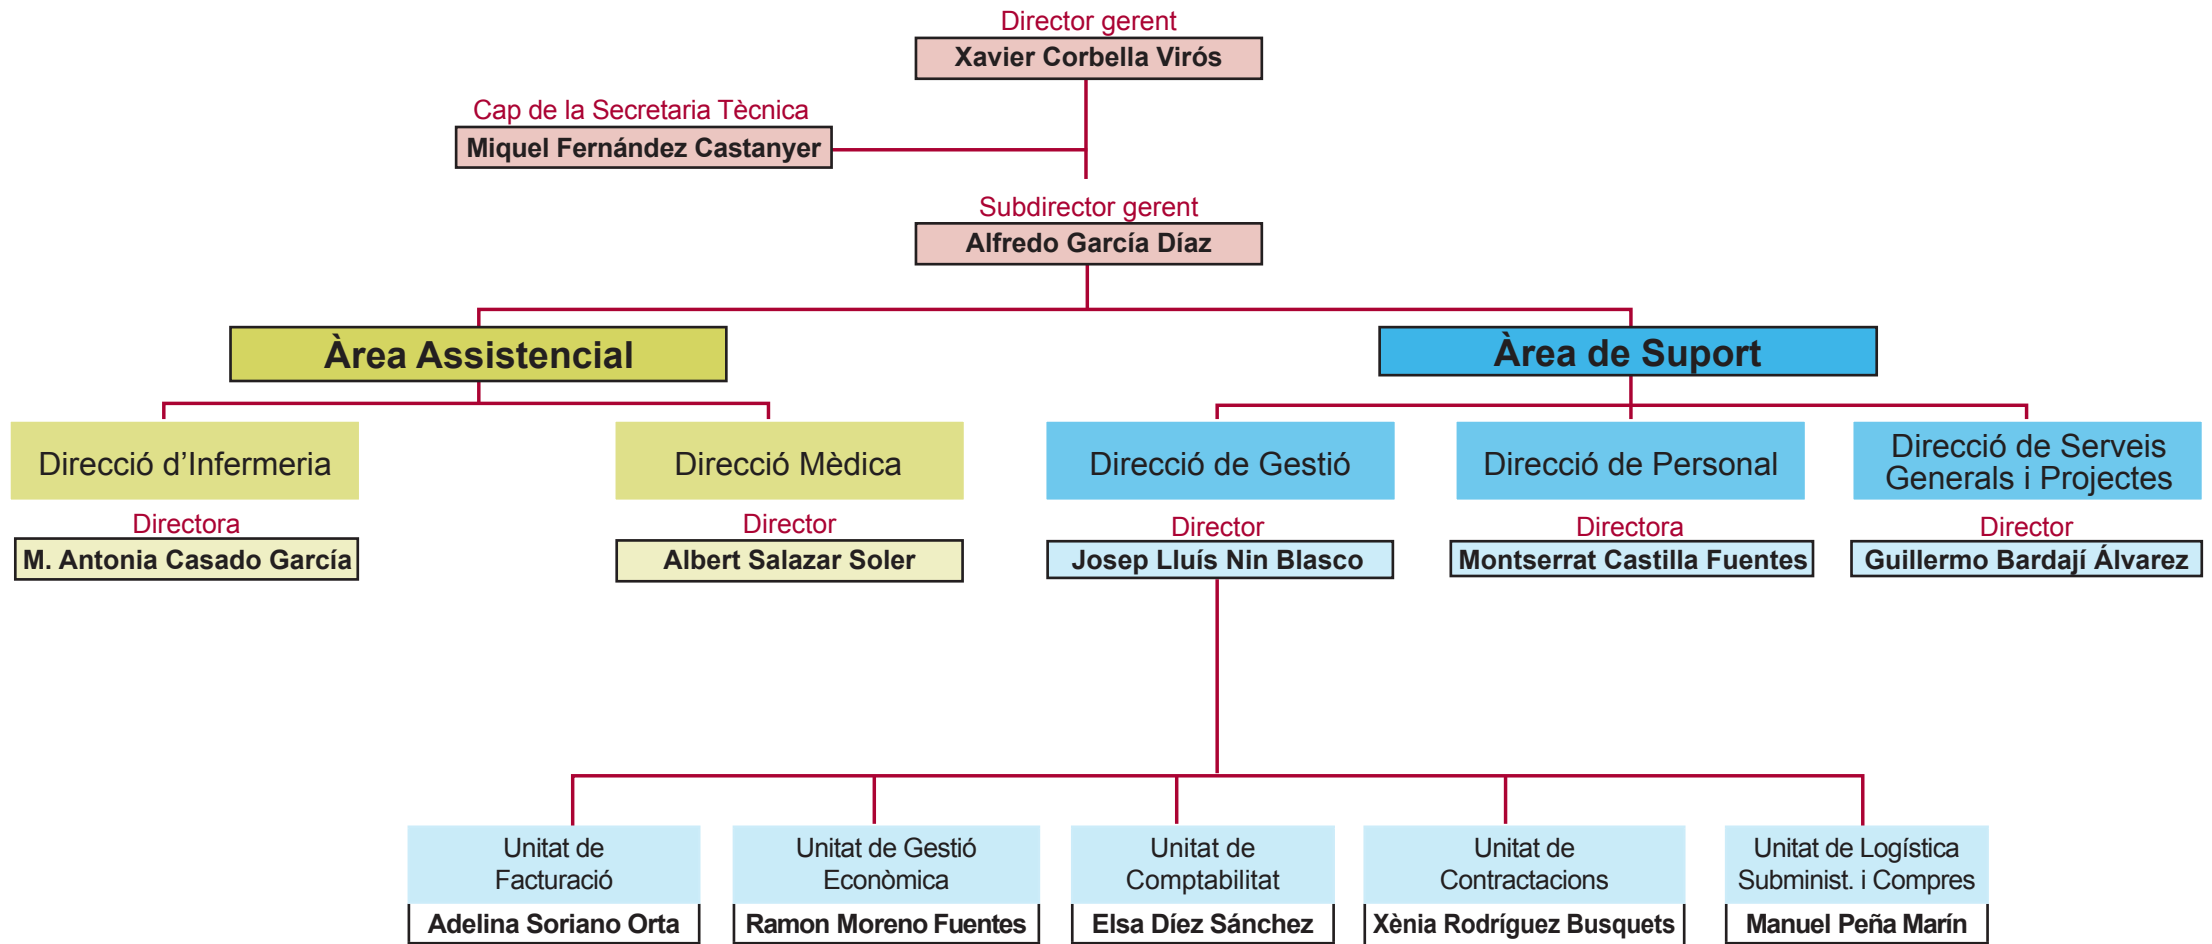 Director gerent
Xavier Corbella Virós
Cap de la Secretaria Tècnica
Miquel Fernández Castanyer
Subdirector gerent
Alfredo García Díaz
Àrea Assistencial
Àrea de Suport
Direcció d’Infermeria
Direcció Mèdica
Direcció de Gestió
Direcció de Personal
Direcció de Serveis
Generals i Projectes
Directora
M. Antonia Casado García
Director
Albert Salazar Soler
Director
Josep Lluís Nin Blasco
Directora
Montserrat Castilla Fuentes
Director
Guillermo Bardají Álvarez
Unitat de
Facturació
Adelina Soriano Orta
Unitat de Gestió
Econòmica
Ramon Moreno Fuentes
Unitat de
Comptabilitat
Elsa Díez Sánchez
Unitat de
Contractacions
Xènia Rodríguez Busquets
Unitat de Logística
Subminist. i Compres
Manuel Peña Marín